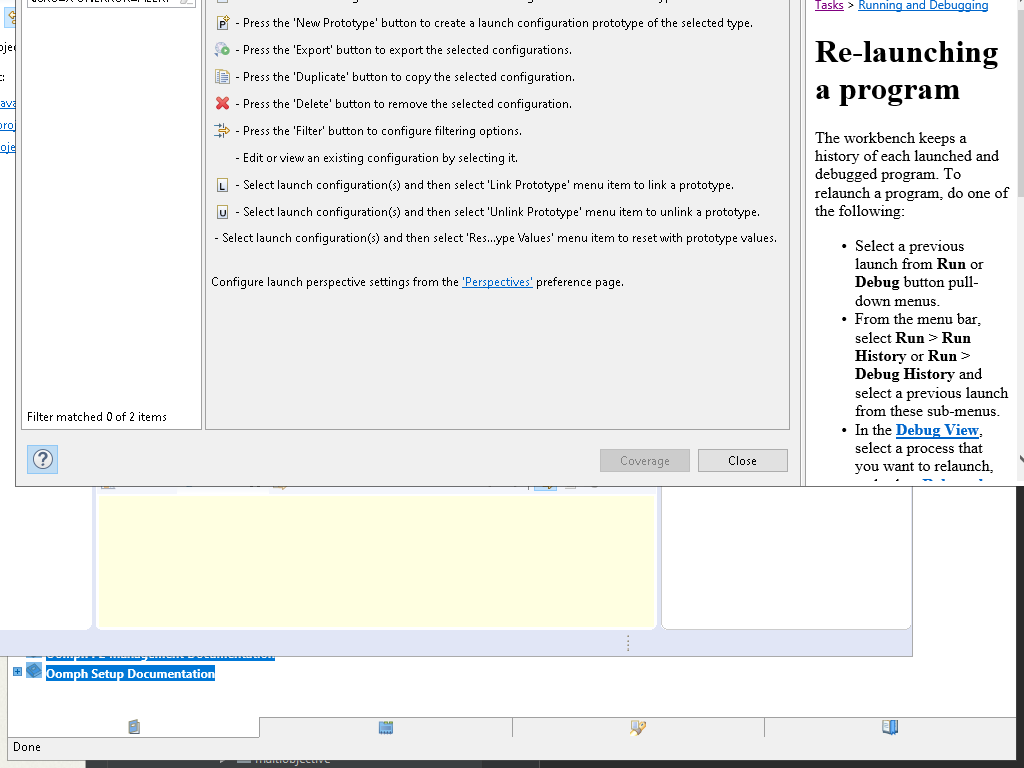 Tasks > Running and Debugging
- Press the 'New Prototype' button to create a launch configuration prototype of the selected type.
- Press the 'Export' button to export the selected configurations.
- Press the 'Duplicate' button to copy the selected configuration.
- Press the 'Delete' button to remove the selected configuration.
- Press the 'Filter' button to configure filtering options.
- Edit or view an existing configuration by selecting it.
L - Select launch configuration(s) and then select 'Link Prototype' menu item to link a prototype.
U - Select launch configuration(s) and then select 'Unlink Prototype' menu item to unlink a prototype.
- Select launch configuration(s) and then select 'Res...ype Values' menu item to reset with prototype values.
Configure launch perspective settings from the 'Perspectives' preference page.
Filter matched 0 of 2 items
Coverage
Close
Re-launching
a program
The workbench keeps a
history of each launched and
debugged program. To
relaunch a program, do one of
the following:
• Select a previous
launch from Run or
Debug button pull-
down menus.
• From the menu bar,
select Run > Run
History or Run >
Debug History and
select a previous launch
from these sub-menus.
• In the Debug View,
select a process that
you want to relaunch,
Oomph Setup Documentation
Done
multiobjective